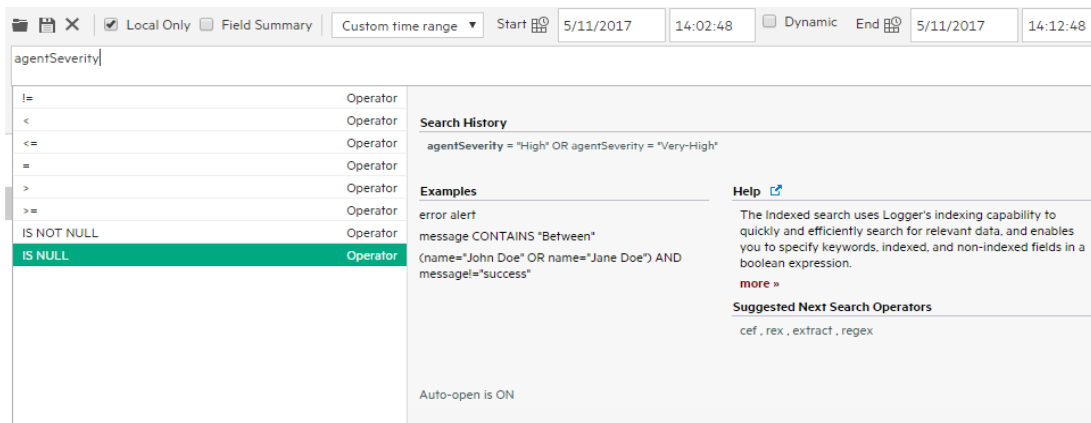 Local Only Field Summary Custom time range Start 5/11/2017 14:02:48 Dynamic End 5/11/2017 14:12:48
agentSeverity
!= Operator
< Operator
<= Operator
= Operator
> Operator
>= Operator
IS NOT NULL Operator
IS NULL Operator
Search History
agentSeverity = "High" OR agentSeverity = "Very-High"
Examples
error alert
message CONTAINS "Between"
(name="John Doe" OR name="Jane Doe") AND
message!="success"
Help
The Indexed search uses Logger's indexing capability to
quickly and efficiently search for relevant data, and enables
you to specify keywords, indexed, and non-indexed fields in a
boolean expression.
more »
Suggested Next Search Operators
cef , rex , extract , regex
Auto-open is ON